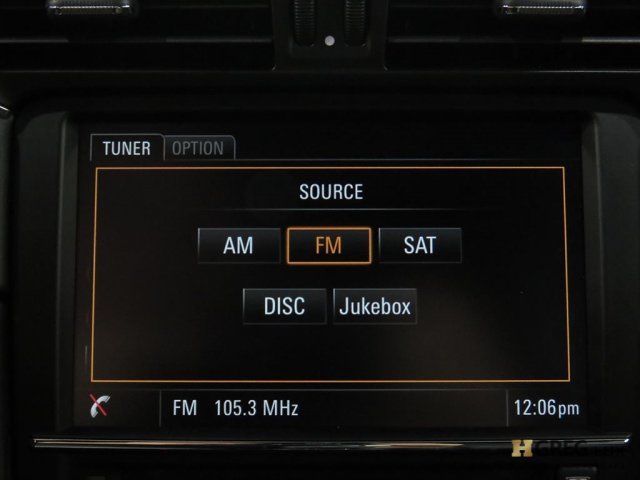 TUNER OPTION
SOURCE
AM FM SAT
DISC Jukebox
FM 105.3 MHz 12:06pm